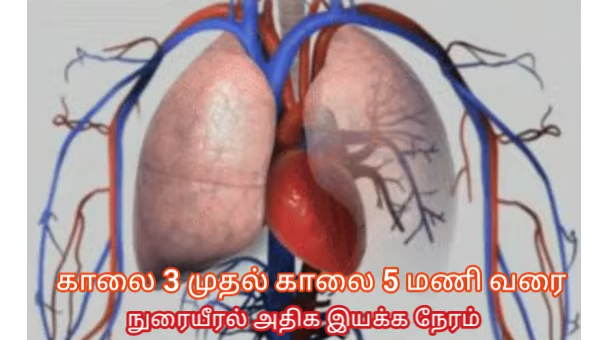 காலை 3 முதல் காலை 5 மணி வரை
நுரையீரல் அதிக இயக்க நேரம்